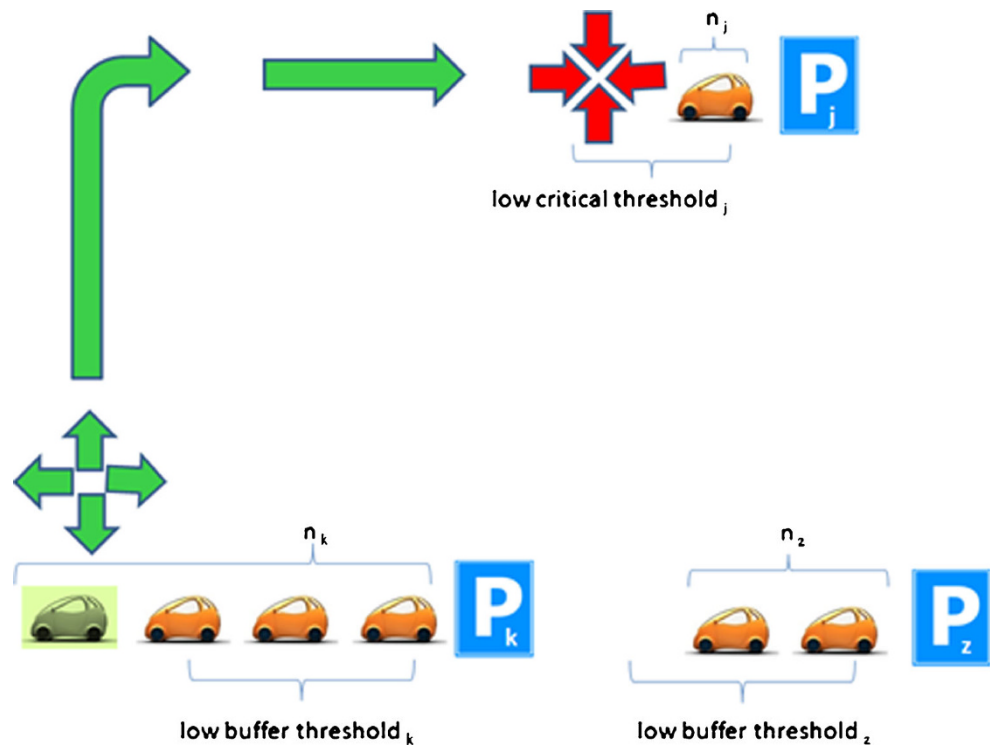 n j
P j
low critical threshold j
n k
n z
P k
P z
low buffer threshold k
low buffer threshold z